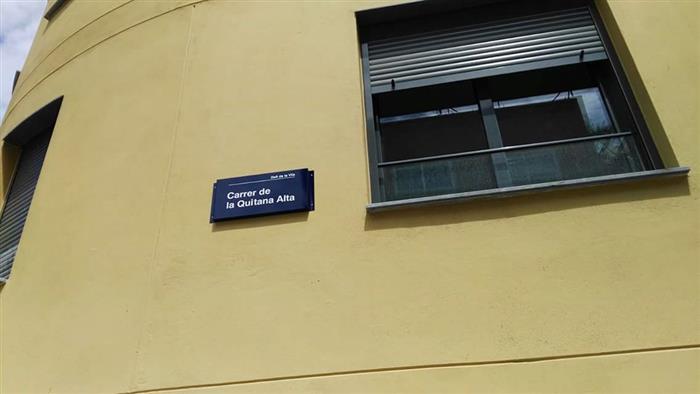 Dalt de la Vila
Carrer de
la Quitana Alta